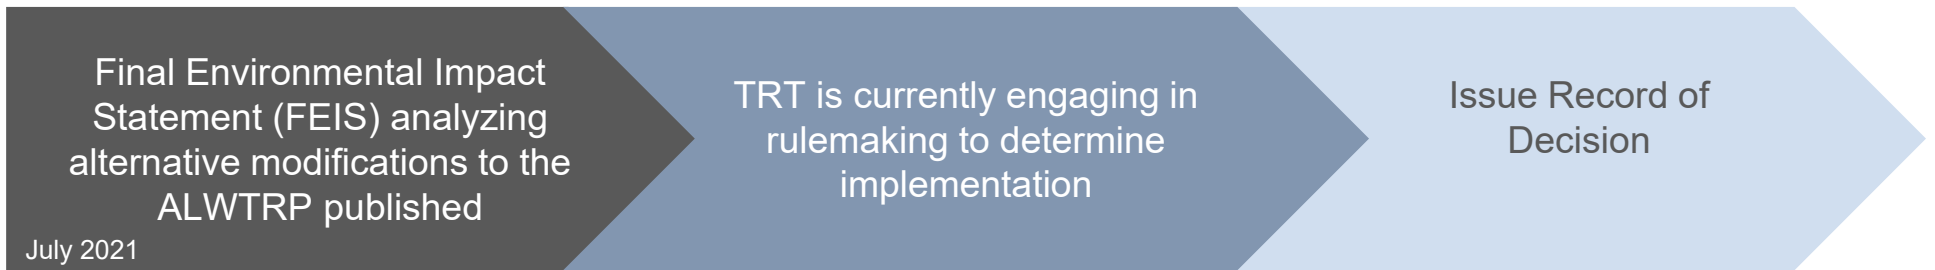 Final Environmental Impact
Statement (FEIS) analyzing
alternative modifications to the
ALWTRP published
July 2021
TRT is currently engaging in
rulemaking to determine
implementation
Issue Record of
Decision